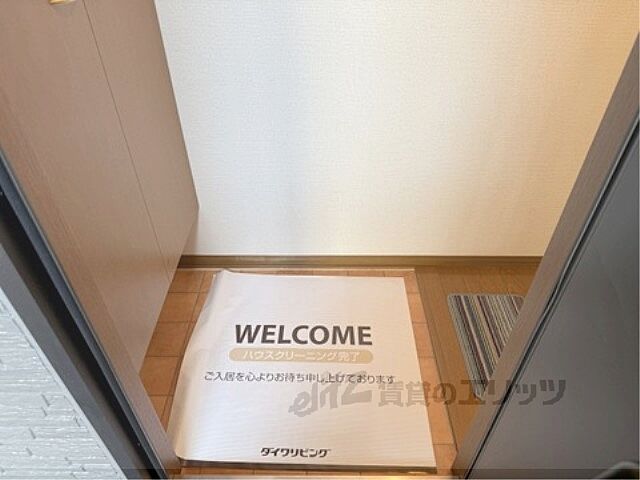 WELCOME
ハウスクリーニング完了
ご入居を心よりお待ち申し上げております
elitz 賃貸のエリッツ
ダイワリビング